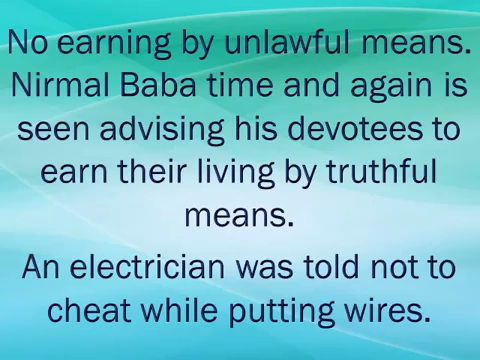 No earning by unlawful means.
Nirmal Baba time and again is
seen advising his devotees to
earn their living by truthful
means.
An electrician was told not to
cheat while putting wires.